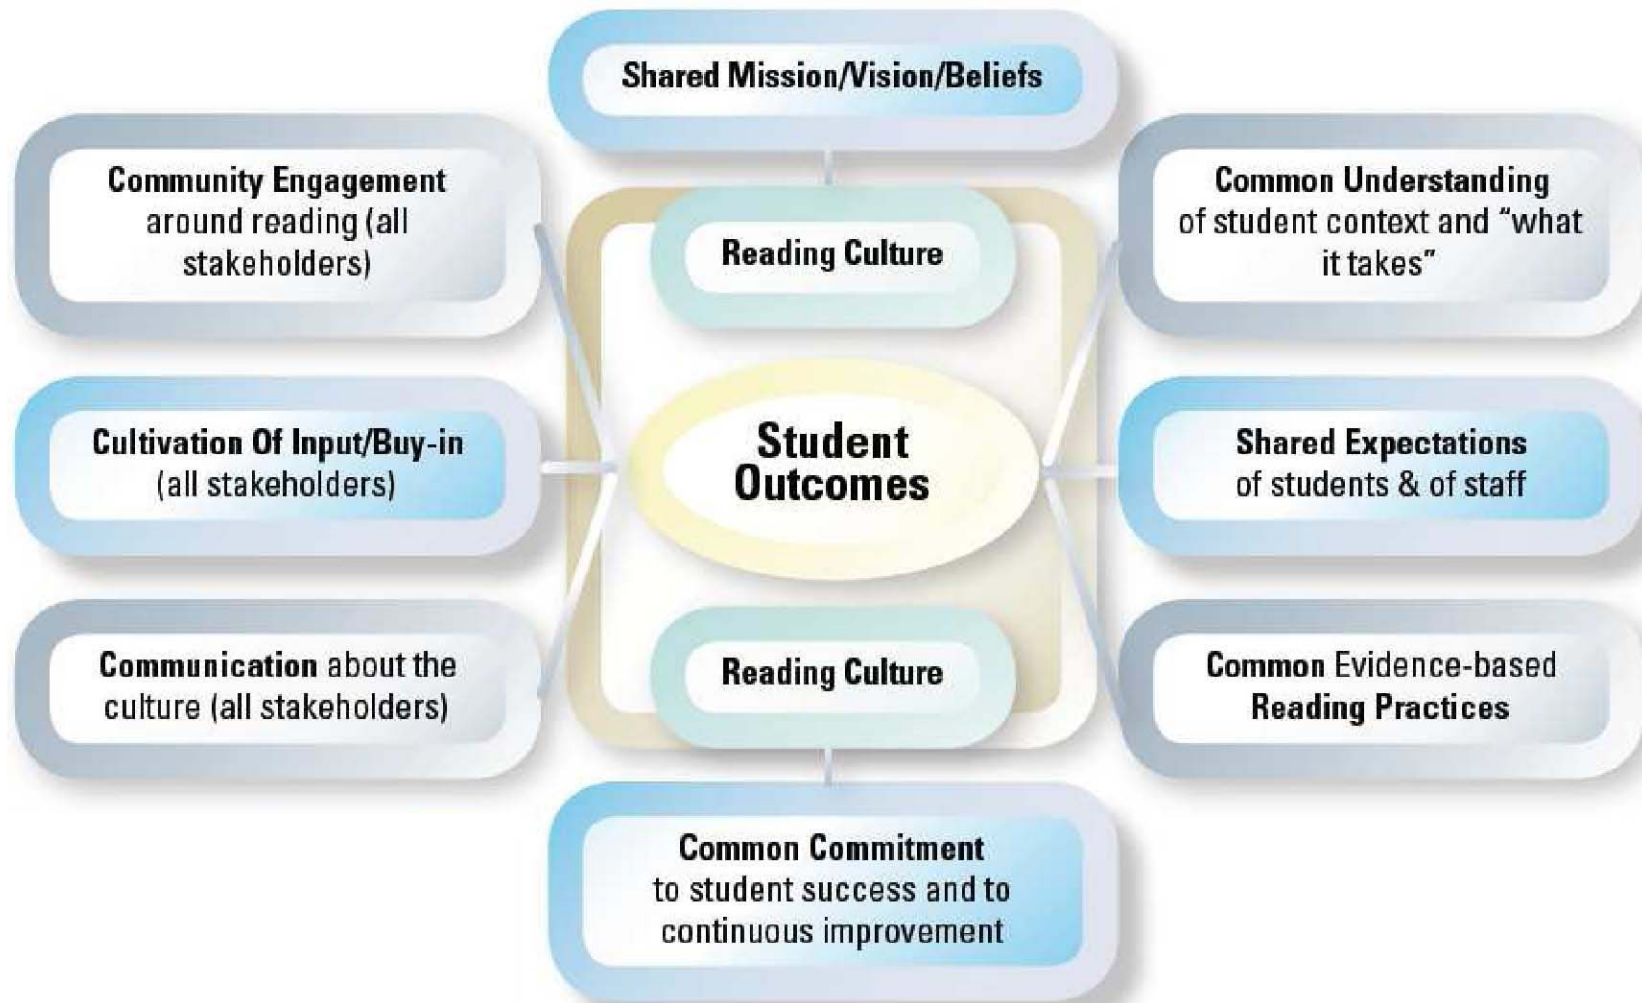 Shared Mission/Vision/Beliefs
Community Engagement
around reading (all
stakeholders)
Common Understanding
of student context and “what
it takes”
Reading Culture
Cultivation Of Input/Buy-in
(all stakeholders)
Student
Outcomes
Shared Expectations
of students & of staff
Communication about the
culture (all stakeholders)
Reading Culture
Common Evidence-based
Reading Practices
Common Commitment
to student success and to
continuous improvement